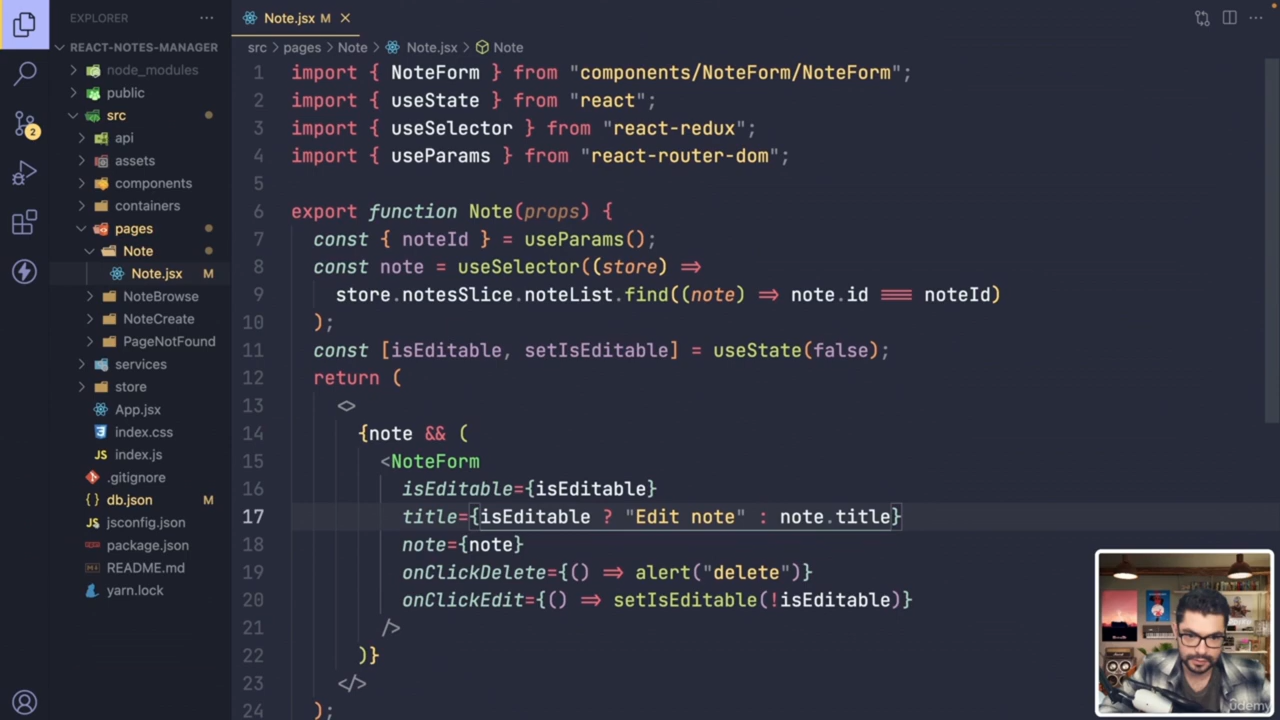 EXPLORER
REACT-NOTES-MANAGER
node_modules
public
src
api
assets
components
containers
pages
Note
Note.jsx M
NoteBrowse
NoteCreate
PageNotFound
services
store
App.jsx
index.css
JS index.js
.gitignore
{} db.json M
jsconfig.json
package.json
README.md
yarn.lock
2
Note.jsx M
src > pages > Note > Note.jsx > Note
1 import { NoteForm } from "components/NoteForm/NoteForm";
2 import { useState } from "react";
3 import { useSelector } from "react-redux";
4 import { useParams } from "react-router-dom";
5
6 export function Note(props) {
7 const { noteId } = useParams();
8 const note = useSelector((store) =>
9 store.notesSlice.noteList.find((note) => note.id === noteId)
10 );
11 const [isEditable, setIsEditable] = useState(false);
12 return (
13 <>
14 {note && (
15 <NoteForm
16 isEditable={isEditable}
17 title={isEditable ? "Edit note" : note.title}
18 note={note}
19 onClickDelete={() => alert("delete")}
20 onClickEdit={() => setIsEditable(!isEditable)}
21 />
22 )}
23 </>
24 );
udemy